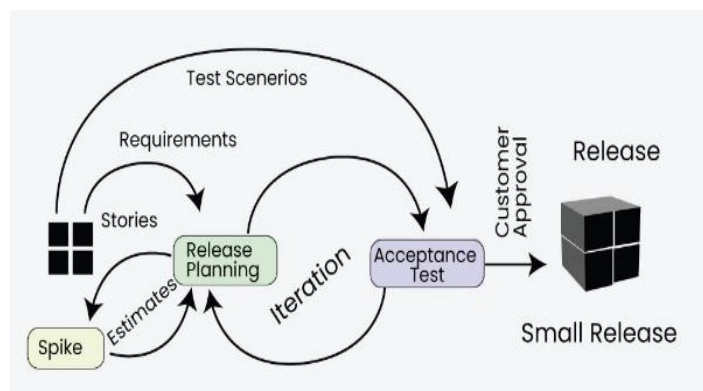 Test Scenerios
Requirements
Stories
Release
Planning
Estimates
Spike
Iteration
Acceptance
Test
Customer
Approval
Release
Small Release